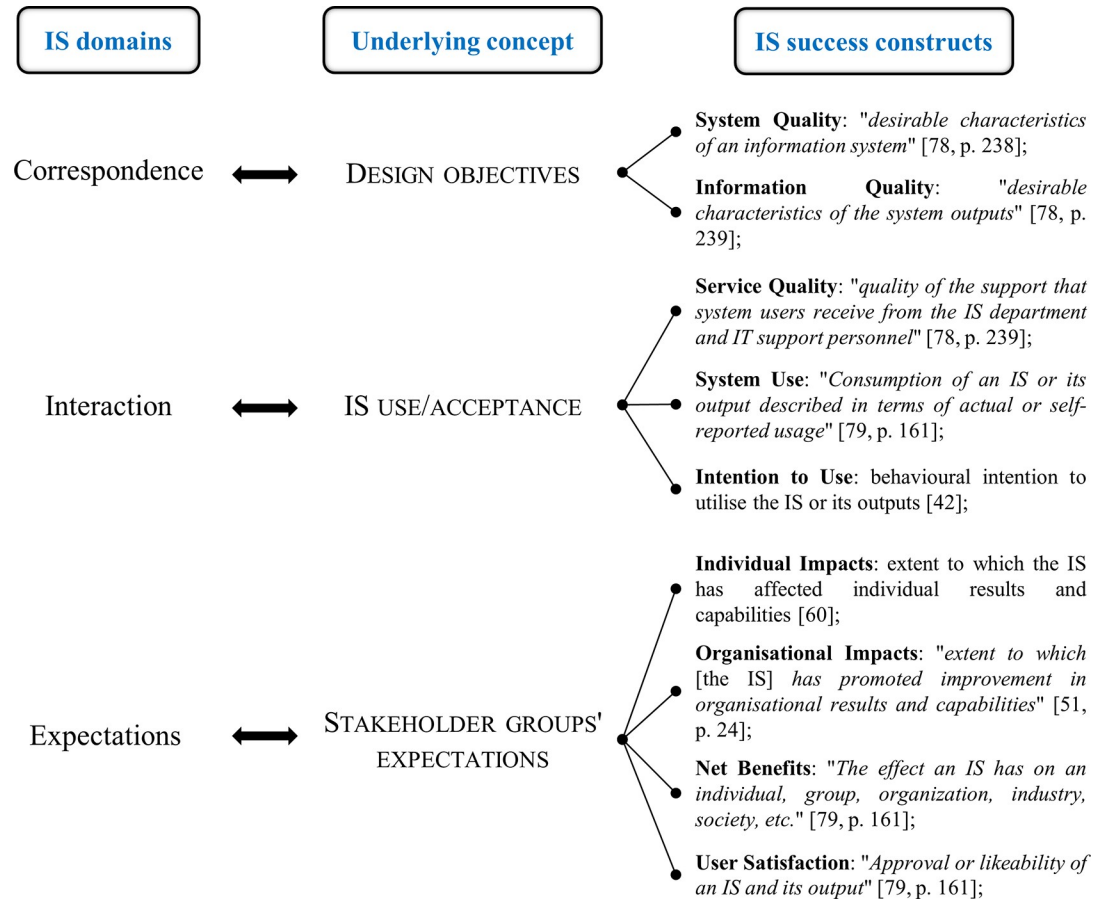 IS domains
Underlying concept
IS success constructs
Correspondence
DESIGN OBJECTIVES
System Quality: "desirable characteristics
of an information system" [78, p. 238];
Information Quality: "desirable
characteristics of the system outputs" [78, p.
239];
Interaction
IS USE/ACCEPTANCE
Service Quality: "quality of the support that
system users receive from the IS department
and IT support personnel" [78, p. 239];
System Use: "Consumption of an IS or its
output described in terms of actual or self-
reported usage" [79, p. 161];
Intention to Use: behavioural intention to
utilise the IS or its outputs [42];
Expectations
STAKEHOLDER GROUPS'
EXPECTATIONS
Individual Impacts: extent to which the IS
has affected individual results and
capabilities [60];
Organisational Impacts: "extent to which
[the IS] has promoted improvement in
organisational results and capabilities" [51,
p. 24];
Net Benefits: "The effect an IS has on an
individual, group, organization, industry,
society, etc." [79, p. 161];
User Satisfaction: "Approval or likeability of
an IS and its output" [79, p. 161];